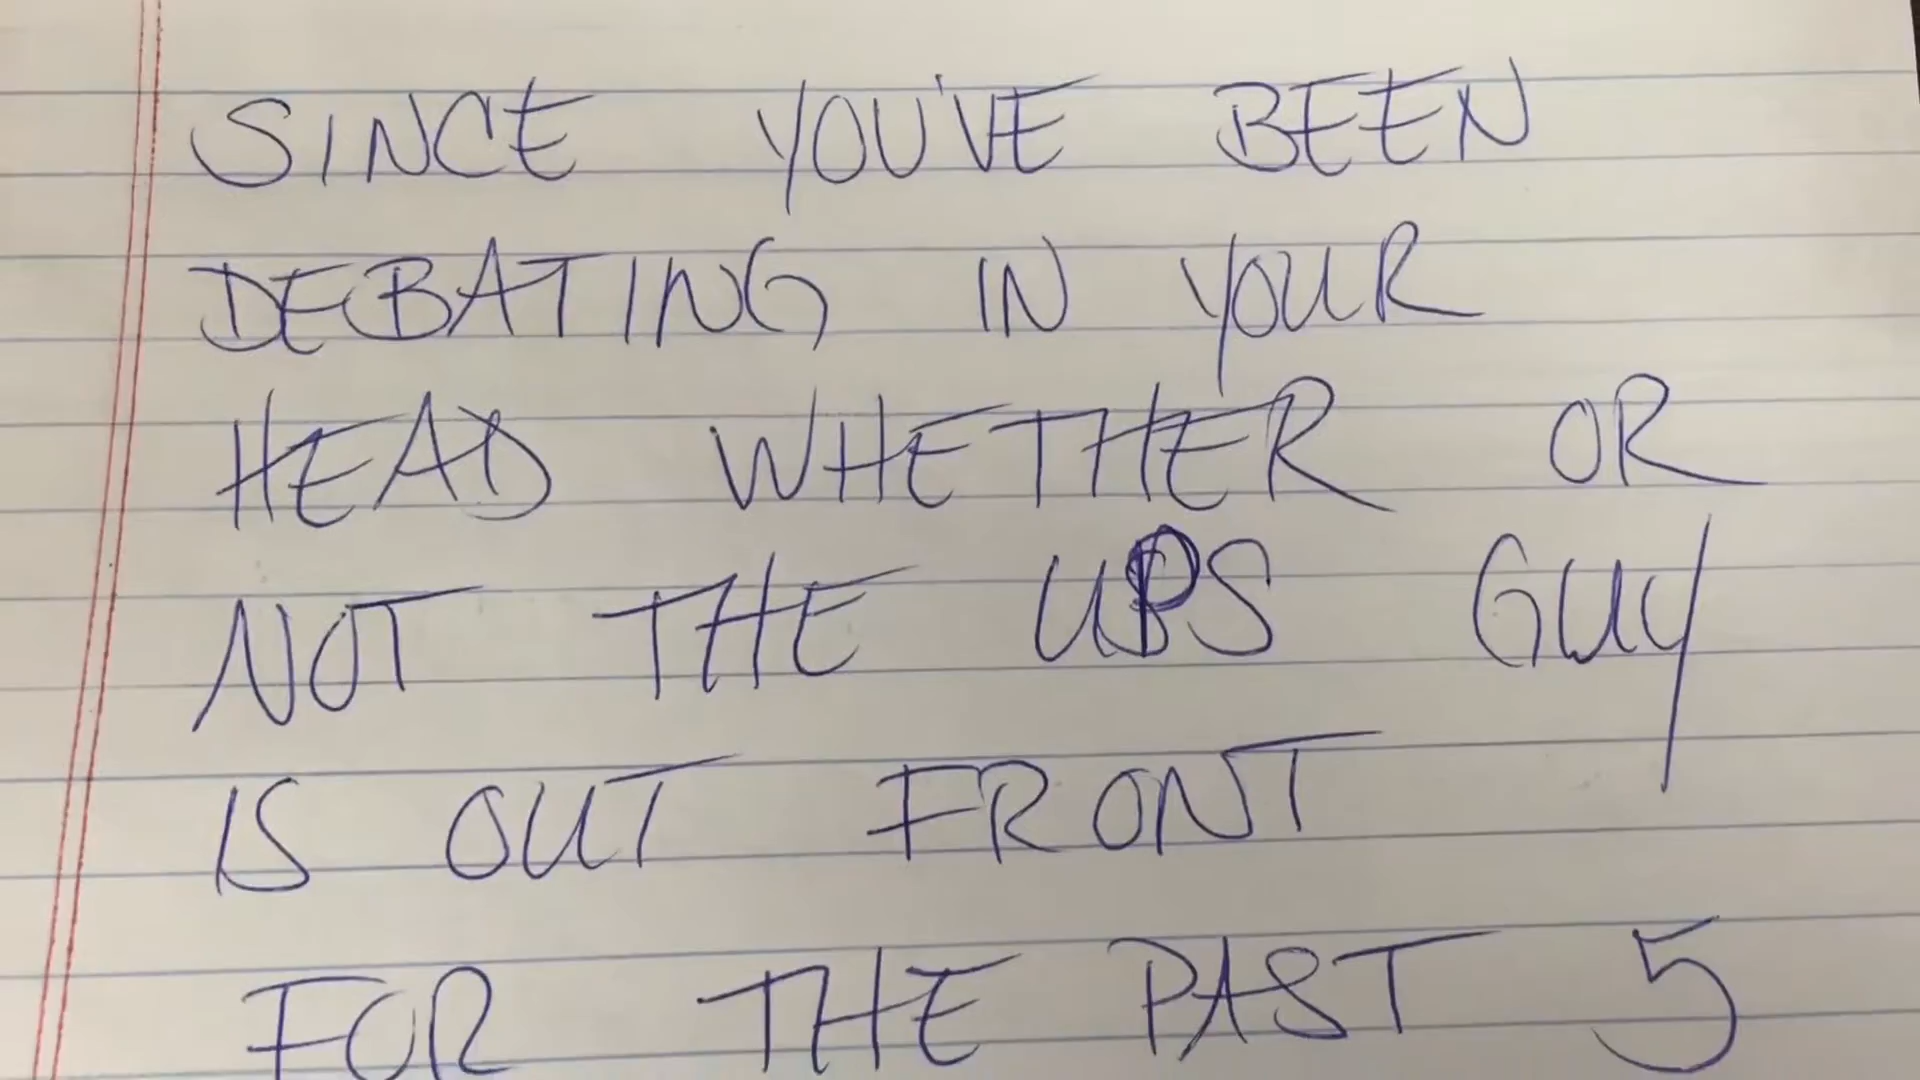 SINCE YOU'VE BEEN
DEBATING IN YOUR
HEAD WHETHER OR
NOT THE UPS GUY
IS OUT FRONT
FOR THE PAST 5